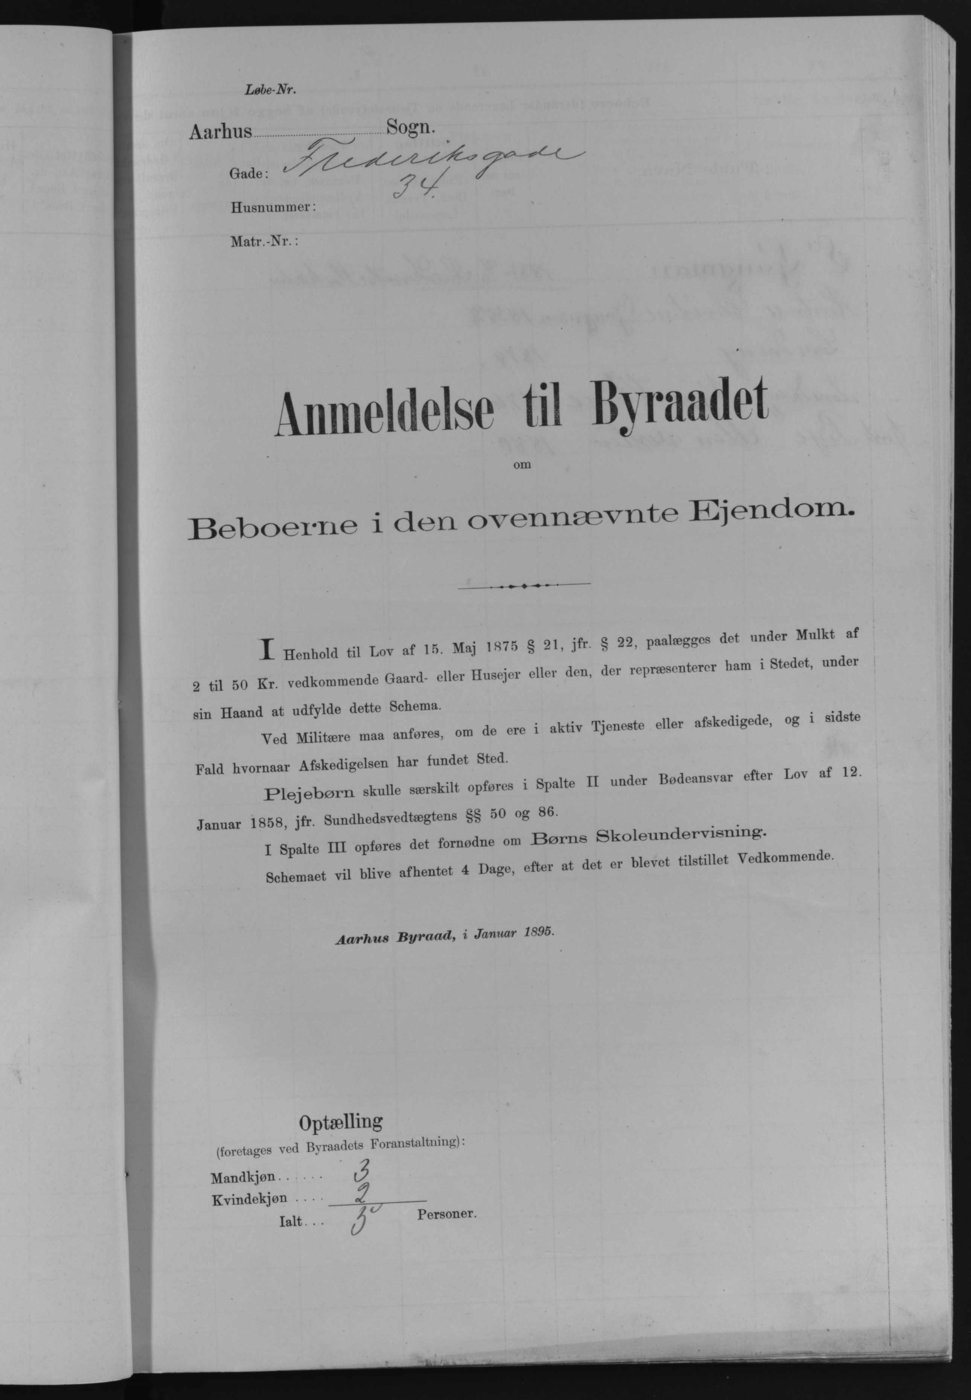 Løbe-Nr.
Aarhus Sogn.
Gade: Frederiksgade
Husnummer: 34.
Matr.-Nr.:
Anmeldelse til Byraadet
om
Beboerne i den ovennævnte Ejendom.
I Henhold til Lov af 15. Maj 1875 § 21, jfr. § 22, paalægges det under Mulkt af
2 til 50 Kr. vedkommende Gaard- eller Husejer eller den, der repræsenterer ham i Stedet, under
sin Haand at udfylde dette Schema.
Ved Militære maa anføres, om de ere i aktiv Tjeneste eller afskedigede, og i sidste
Fald hvornaar Afskedigelsen har fundet Sted.
Plejebørn skulle særskilt opføres i Spalte II under Bødeansvar efter Lov af 12.
Januar 1858, jfr. Sundhedsvedtægtens §§ 50 og 86.
I Spalte III opføres det fornødne om Børns Skoleundervisning.
Schemaet vil blive afhentet 4 Dage, efter at det er blevet tilstillet Vedkommende.
Aarhus Byraad, i Januar 1895.
Optælling
(foretages ved Byraadets Foranstaltning):
Mandkjøn...... 3
Kvindekjøn .... 2
Ialt... 5 Personer.